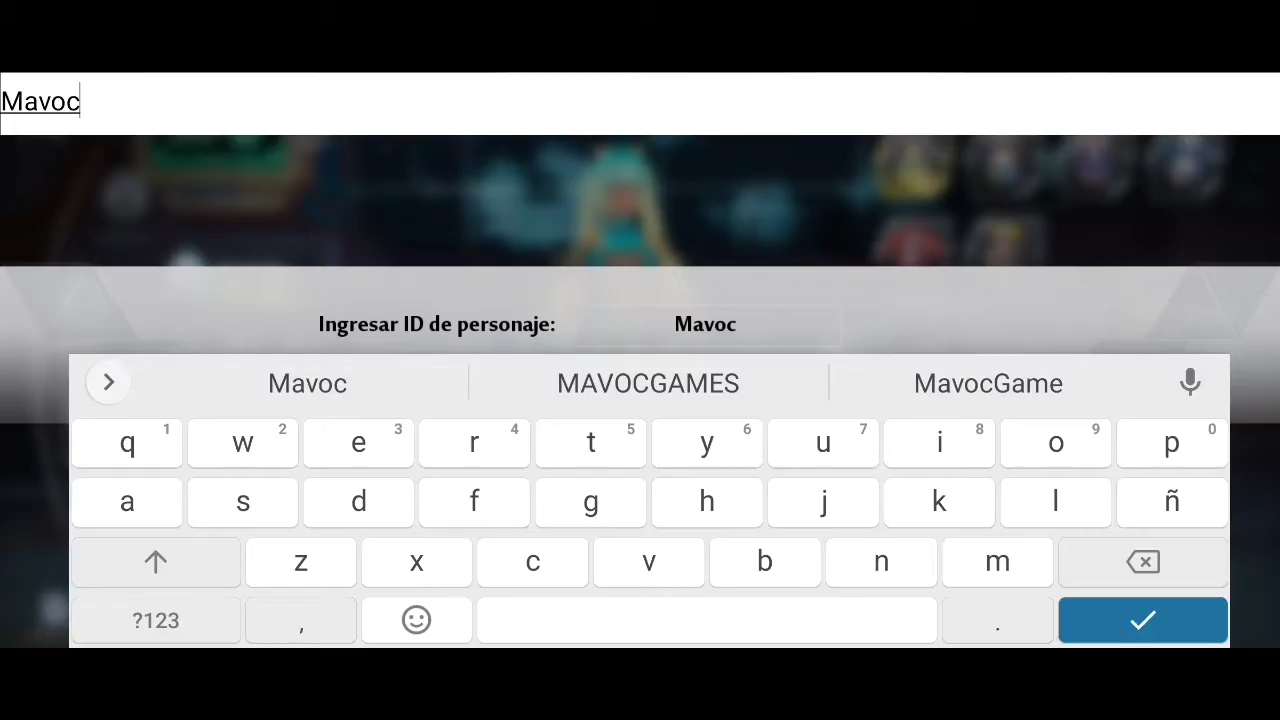 Mavoc
Ingresar ID de personaje: Mavoc
Mavoc MAVOCGAMES MavocGame
q 1 w 2 e 3 r 4 t 5 y 6 u 7 i 8 o 9 p 0
a s d f g h j k l ñ
z x c v b n m
?123 , .